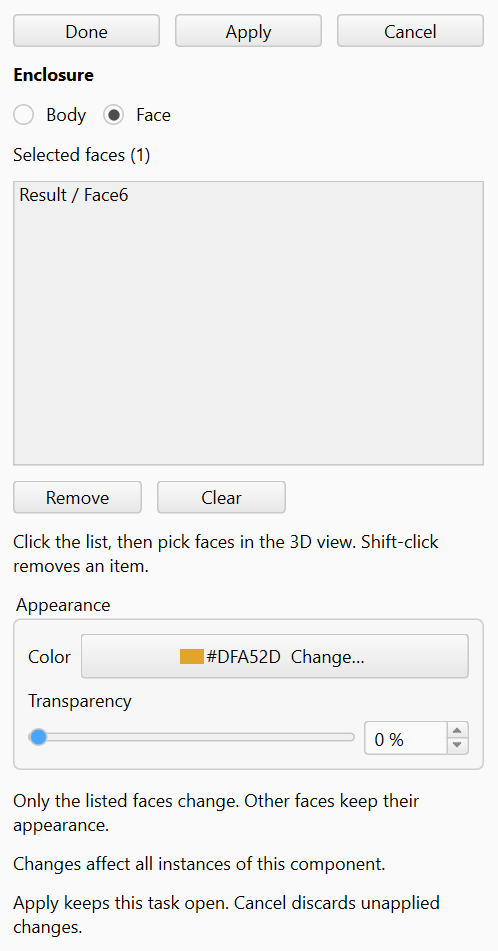 Done Apply Cancel
Enclosure
Body Face
Selected faces (1)
Result / Face6
Remove Clear
Click the list, then pick faces in the 3D view. Shift-click
removes an item.
Appearance
Color #DFA52D Change...
Transparency
0 %
Only the listed faces change. Other faces keep their
appearance.
Changes affect all instances of this component.
Apply keeps this task open. Cancel discards unapplied
changes.